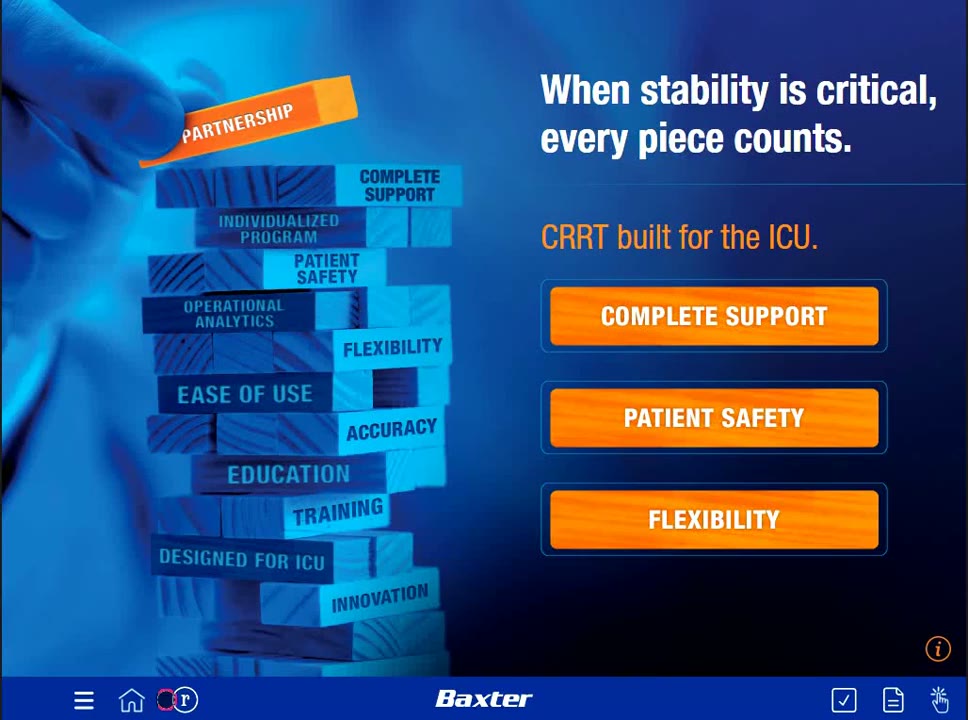 When stability is critical,
every piece counts.
CRRT built for the ICU.
COMPLETE SUPPORT
PATIENT SAFETY
FLEXIBILITY
PARTNERSHIP
COMPLETE
SUPPORT
INDIVIDUALIZED
PROGRAM
PATIENT
SAFETY
OPERATIONAL
ANALYTICS
FLEXIBILITY
EASE OF USE
ACCURACY
EDUCATION
TRAINING
DESIGNED FOR ICU
INNOVATION
i
r
Baxter